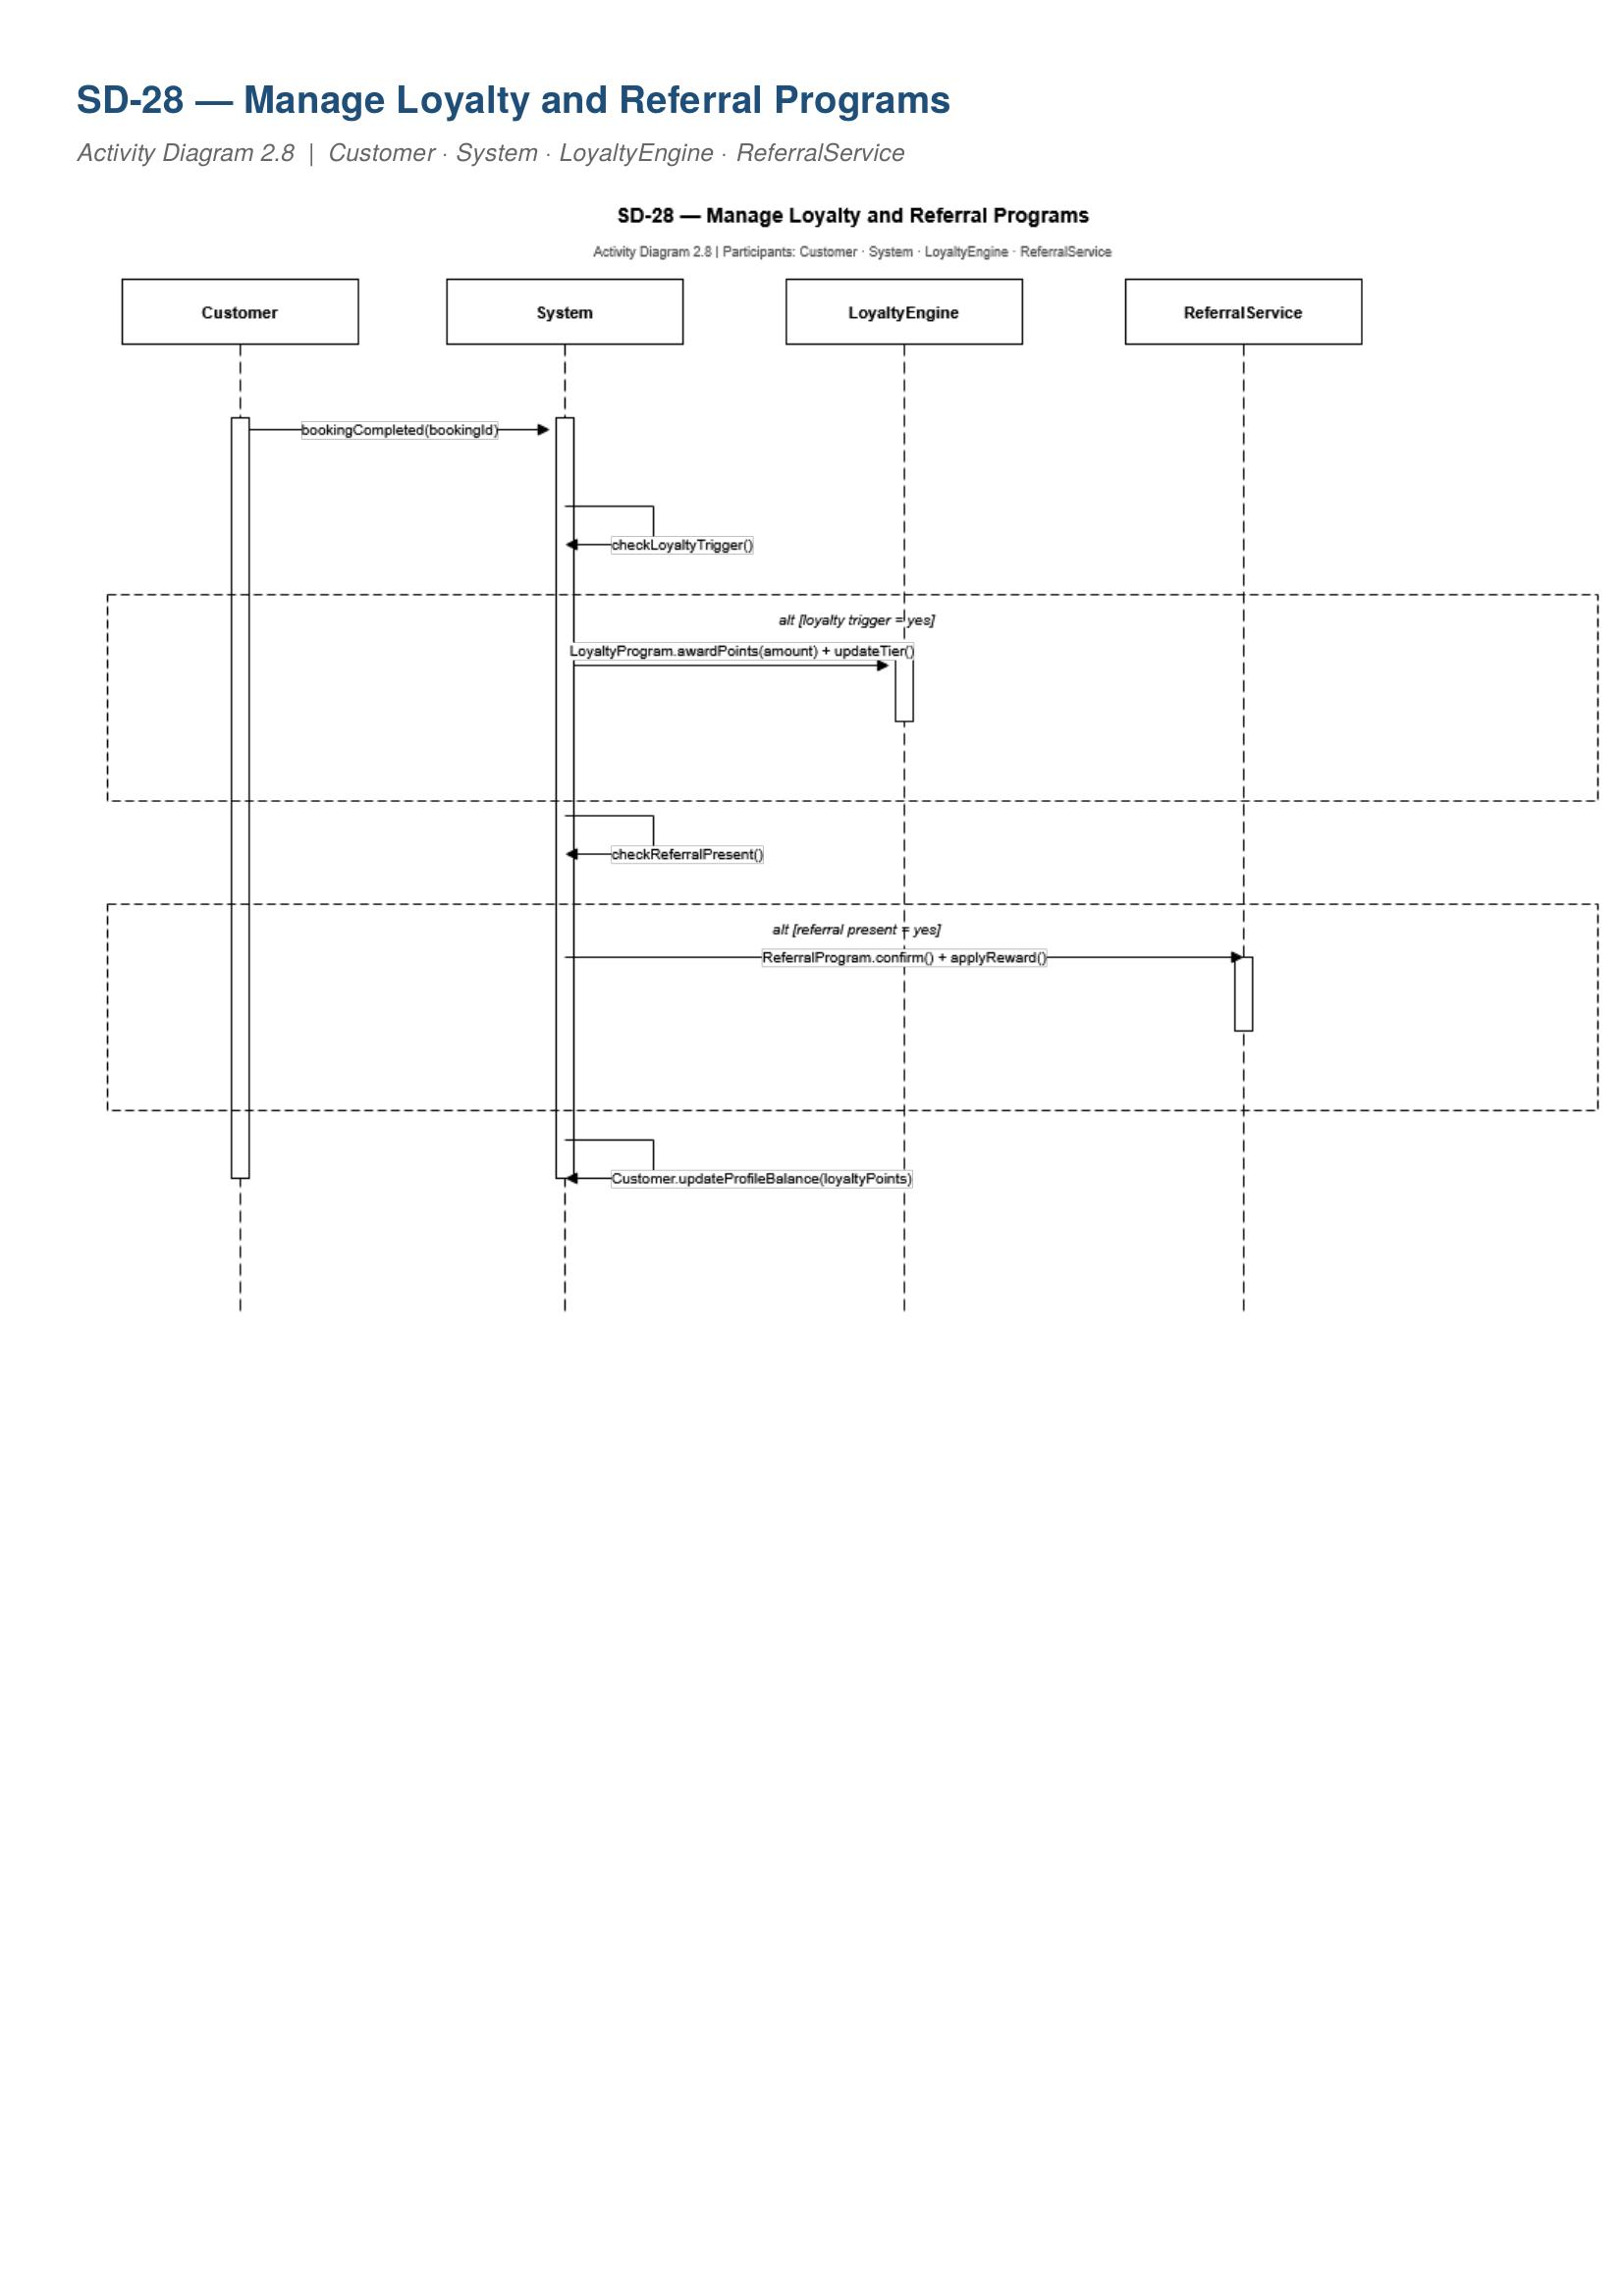 SD-28 — Manage Loyalty and Referral Programs
Activity Diagram 2.8 | Customer · System · LoyaltyEngine · ReferralService
SD-28 — Manage Loyalty and Referral Programs
Activity Diagram 2.8 | Participants: Customer · System · LoyaltyEngine · ReferralService
Customer
System
LoyaltyEngine
ReferralService
bookingCompleted(bookingId)
checkLoyaltyTrigger()
alt [loyalty trigger = yes]
LoyaltyProgram.awardPoints(amount) + updateTier()
checkReferralPresent()
alt [referral present = yes]
ReferralProgram.confirm() + applyReward()
Customer.updateProfileBalance(loyaltyPoints)